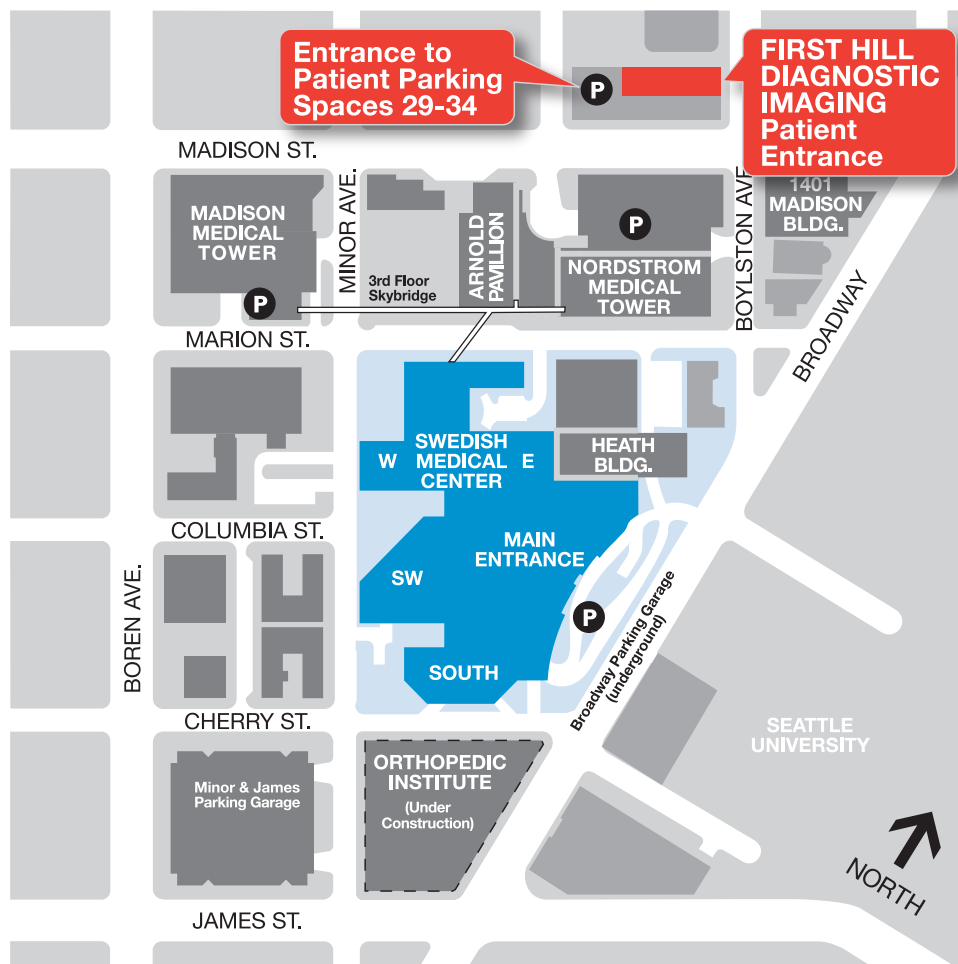 Entrance to
Patient Parking
Spaces 29-34
P
FIRST HILL
DIAGNOSTIC
IMAGING
Patient
Entrance
MADISON ST.
MADISON
MEDICAL
TOWER
P
MINOR AVE.
3rd Floor
Skybridge
ARNOLD
PAVILLION
P
NORDSTROM
MEDICAL
TOWER
BOYLSTON AVE
1401
MADISON
BLDG.
BROADWAY
MARION ST.
W
SWEDISH
MEDICAL
CENTER
E
HEATH
BLDG.
COLUMBIA ST.
MAIN
ENTRANCE
SW
P
SOUTH
BOREN AVE.
Broadway Parking Garage
(underground)
CHERRY ST.
SEATTLE
UNIVERSITY
Minor & James
Parking Garage
ORTHOPEDIC
INSTITUTE
(Under
Construction)
NORTH
JAMES ST.